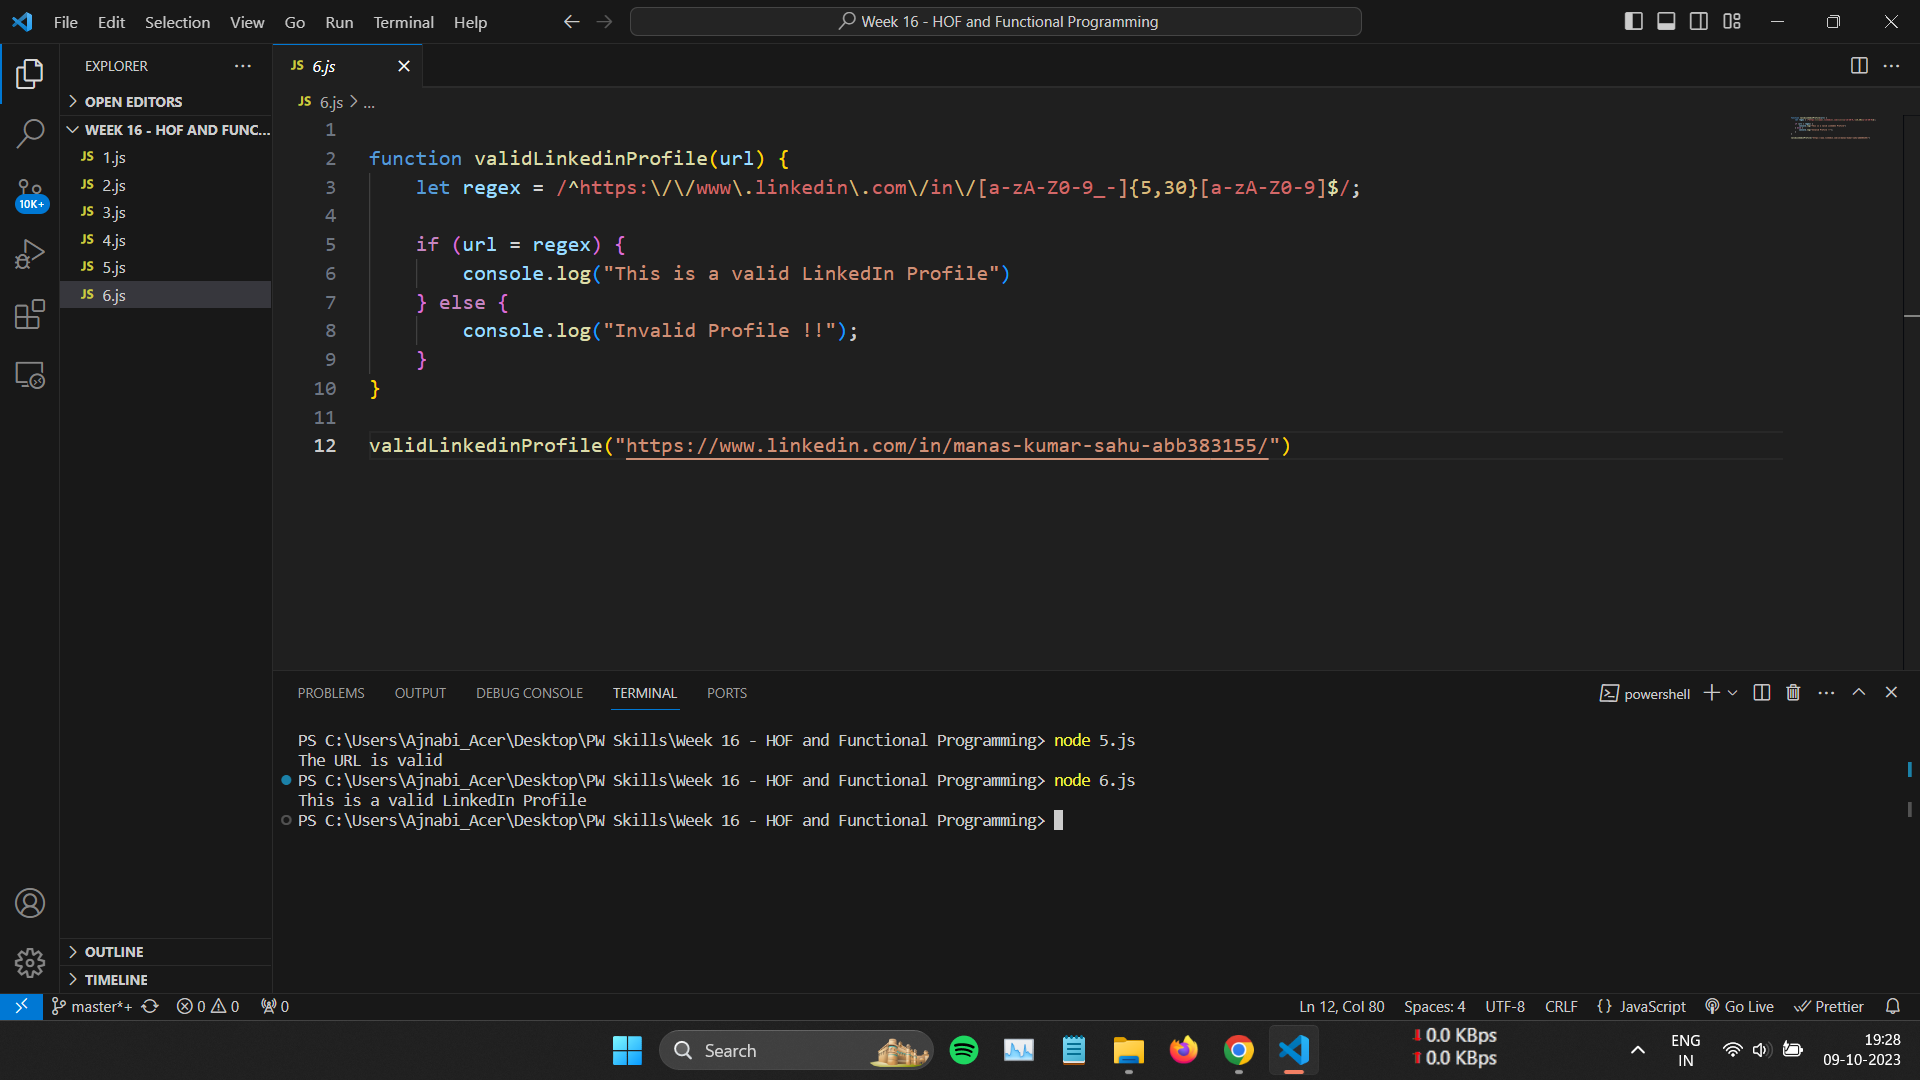 File Edit Selection View Go Run Terminal Help Week 16 - HOF and Functional Programming
EXPLORER
OPEN EDITORS
WEEK 16 - HOF AND FUNC...
JS 1.js
JS 2.js
JS 3.js
JS 4.js
JS 5.js
JS 6.js
10K+
OUTLINE
TIMELINE
JS 6.js
JS 6.js > ...
1
2 function validLinkedinProfile(url) {
3 let regex = /^https:\/\/www\.linkedin\.com\/in\/[a-zA-Z0-9_-]{5,30}[a-zA-Z0-9]$/;
4
5 if (url = regex) {
6 console.log("This is a valid LinkedIn Profile")
7 } else {
8 console.log("Invalid Profile !!");
9 }
10 }
11
12 validLinkedinProfile("https://www.linkedin.com/in/manas-kumar-sahu-abb383155/")
PROBLEMS OUTPUT DEBUG CONSOLE TERMINAL PORTS powershell
PS C:\Users\Ajnabi_Acer\Desktop\PW Skills\Week 16 - HOF and Functional Programming> node 5.js
The URL is valid
PS C:\Users\Ajnabi_Acer\Desktop\PW Skills\Week 16 - HOF and Functional Programming> node 6.js
This is a valid LinkedIn Profile
PS C:\Users\Ajnabi_Acer\Desktop\PW Skills\Week 16 - HOF and Functional Programming>
master*+ 0 0 0 Ln 12, Col 80 Spaces: 4 UTF-8 CRLF {} JavaScript Go Live Prettier
Search
0.0 KBps
0.0 KBps
ENG
IN
19:28
09-10-2023